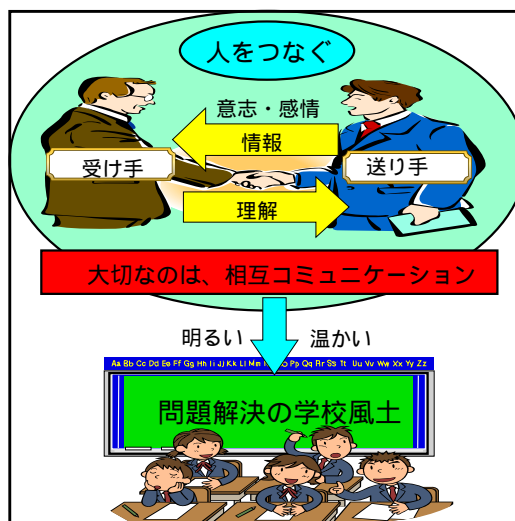 人をつなぐ
意志・感情
情報
受け手
送り手
理解
大切なのは、相互コミュニケーション
明るい 温かい
Aa Bb Cc Dd Ee Ff Gg Hh Ii Jj Kk Ll Mm Pp Qq Rr Ss Tt Uu Vv Ww Xx Yy Zz
問題解決の学校風土